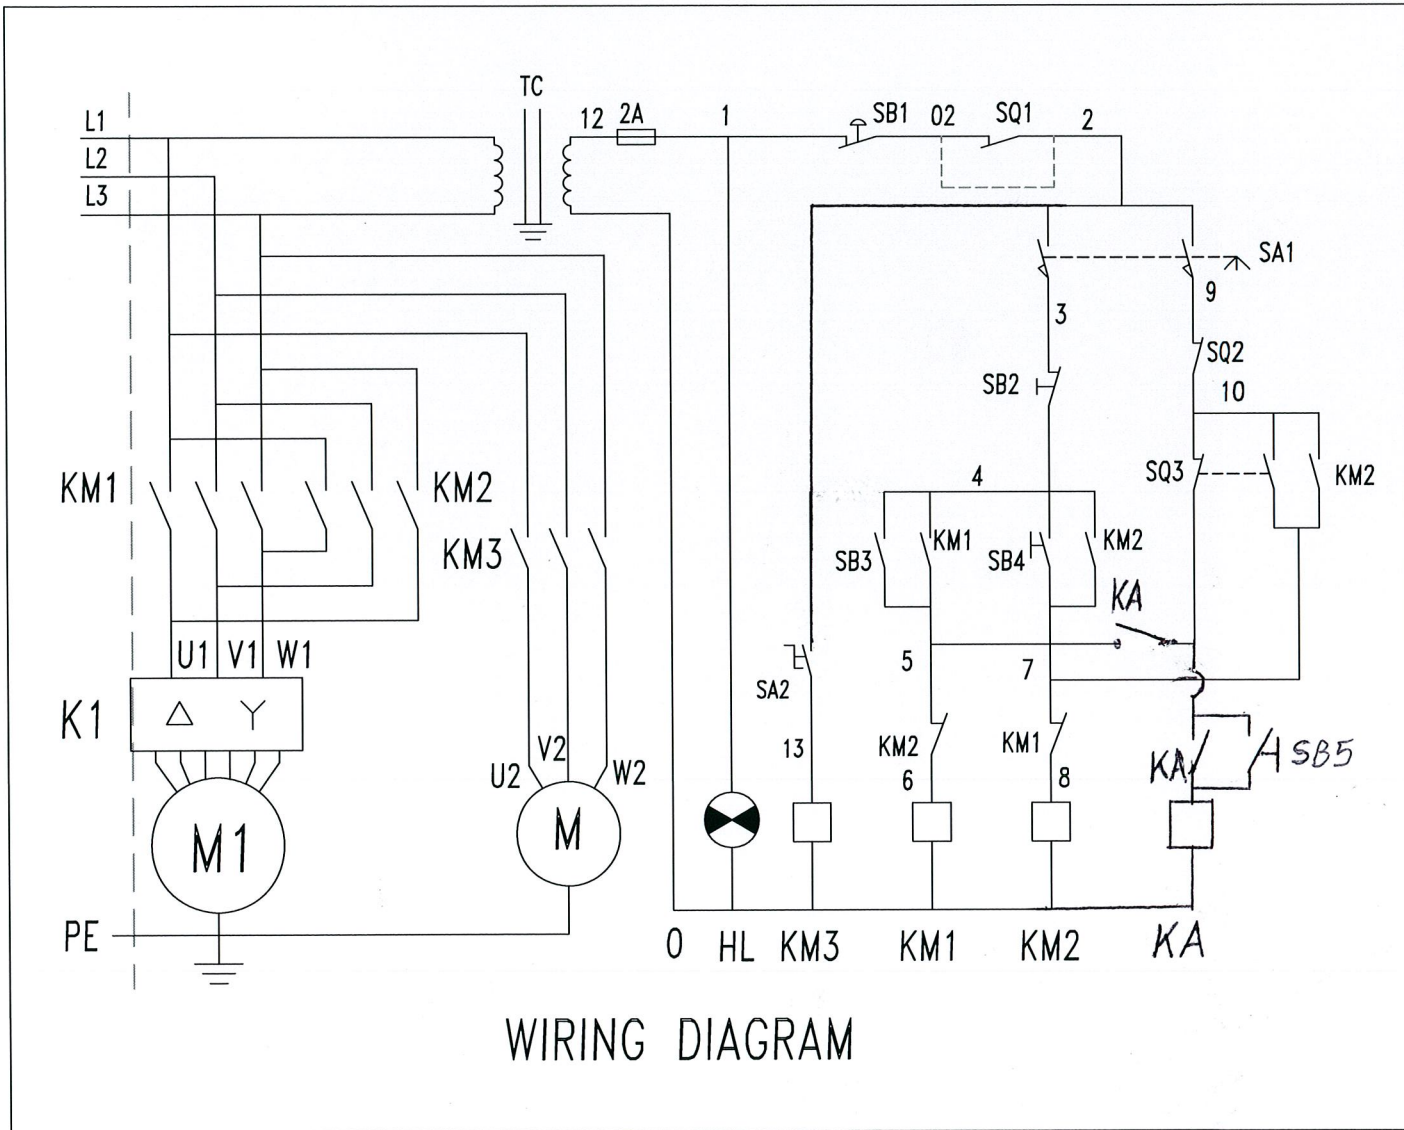 TC
L1
12 2A 1 SB1 02 SQ1 2
L2
L3
SA1
9
3
SQ2
SB2
10
SQ3
KM2
4
KM1
KM2
KM1
KM2
KM3
SB3
SB4
KA
U1 V1 W1
5
7
SA2
K1
13
KM2
KM1
KA
SB5
V2
U2
W2
6
8
M
M1
PE
0 HL KM3 KM1 KM2 KA
WIRING DIAGRAM